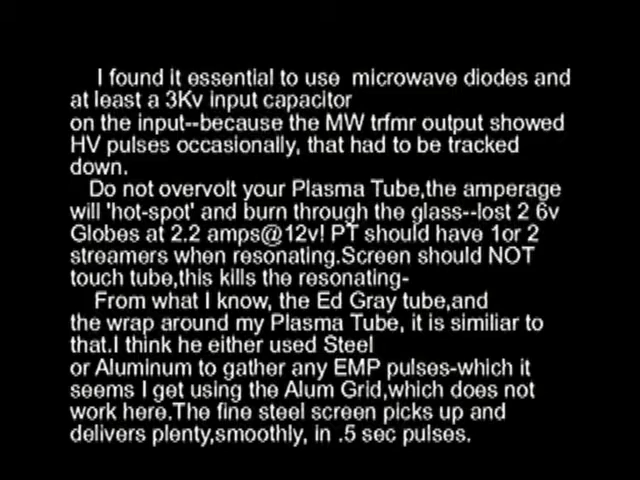 I found it essential to use  microwave diodes and
at least a 3Kv input capacitor
on the input--because the MW trfmr output showed
HV pulses occasionally, that had to be tracked
down.
Do not overvolt your Plasma Tube,the amperage
will 'hot-spot' and burn through the glass--lost 2 6v
Globes at 2.2 amps@12v! PT should have 1or 2
streamers when resonating.Screen should NOT
touch tube,this kills the resonating-
From what I know, the Ed Gray tube,and
the wrap around my Plasma Tube, it is similiar to
that.I think he either used Steel
or Aluminum to gather any EMP pulses-which it
seems I get using the Alum Grid,which does not
work here.The fine steel screen picks up and
delivers plenty,smoothly, in .5 sec pulses.